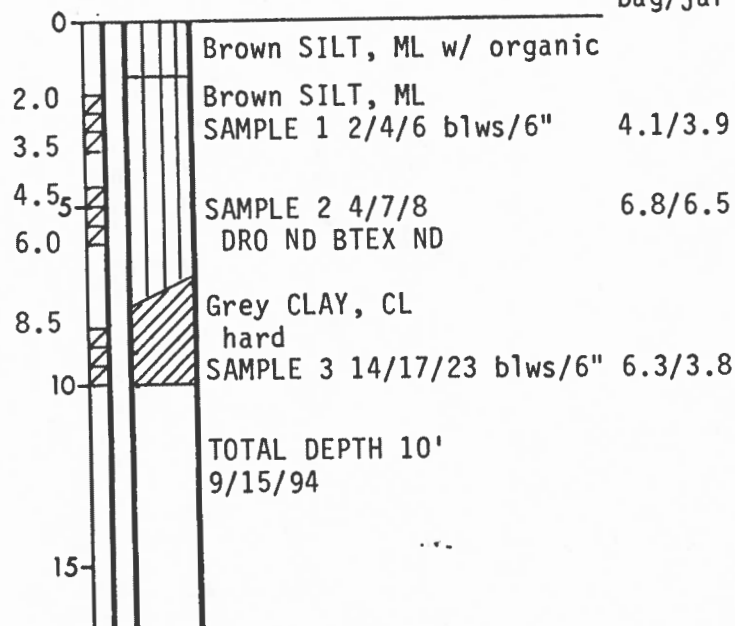 bag/jar
0
Brown SILT, ML w/ organic
2.0 Brown SILT, ML
SAMPLE 1 2/4/6 blws/6" 4.1/3.9
3.5
4.5
5 SAMPLE 2 4/7/8 6.8/6.5
6.0 DRO ND BTEX ND
Grey CLAY, CL
8.5 hard
SAMPLE 3 14/17/23 blws/6" 6.3/3.8
10
TOTAL DEPTH 10'
9/15/94
15